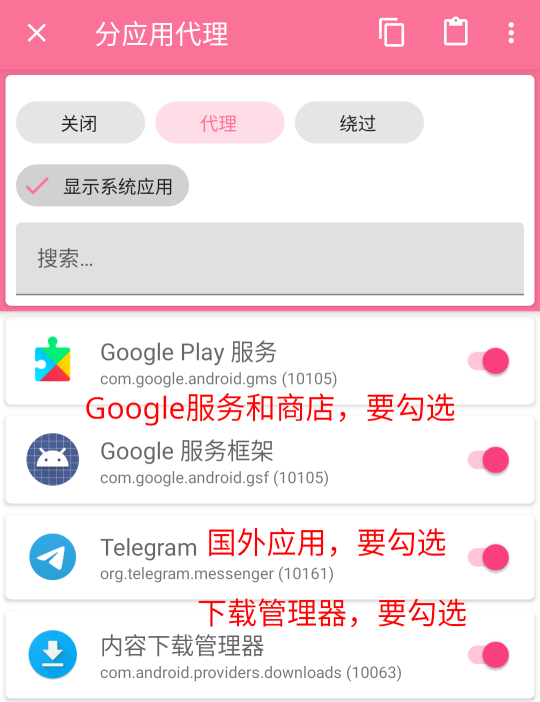 分应用代理
关闭
代理
绕过
显示系统应用
搜索...
Google Play 服务
com.google.android.gms (10105)
Google服务和商店，要勾选
Google 服务框架
com.google.android.gsf (10105)
Telegram 国外应用，要勾选
org.telegram.messenger (10161)
下载管理器，要勾选
内容下载管理器
com.android.providers.downloads (10063)